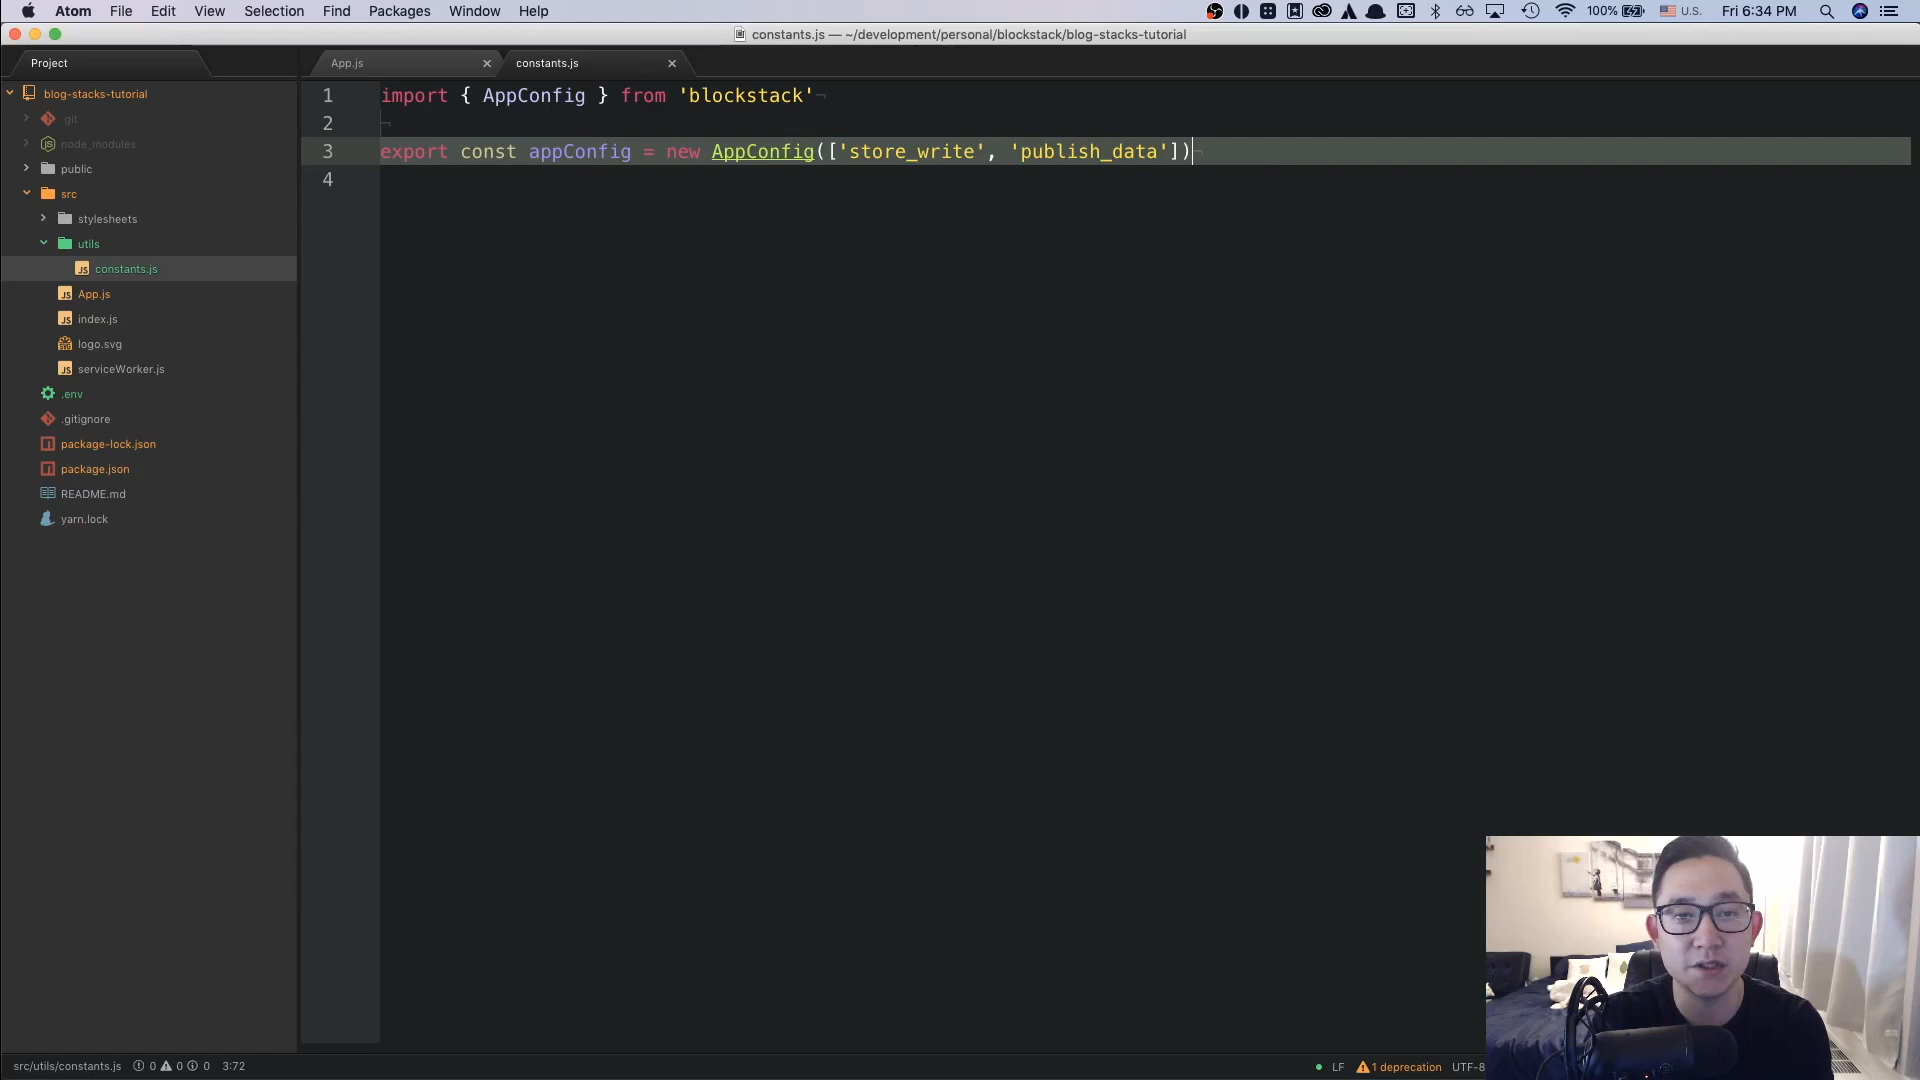 Atom File Edit View Selection Find Packages Window Help 100% U.S. Fri 6:34 PM
constants.js — ~/development/personal/blockstack/blog-stacks-tutorial
Project
App.js
constants.js
blog-stacks-tutorial
git
node_modules
public
src
stylesheets
utils
constants.js
App.js
index.js
logo.svg
serviceWorker.js
.env
.gitignore
package-lock.json
package.json
README.md
yarn.lock
1 import { AppConfig } from 'blockstack'
2
3 export const appConfig = new AppConfig(['store_write', 'publish_data'])
4
src/utils/constants.js 0 0 0 3:72
LF 1 deprecation UTF-8